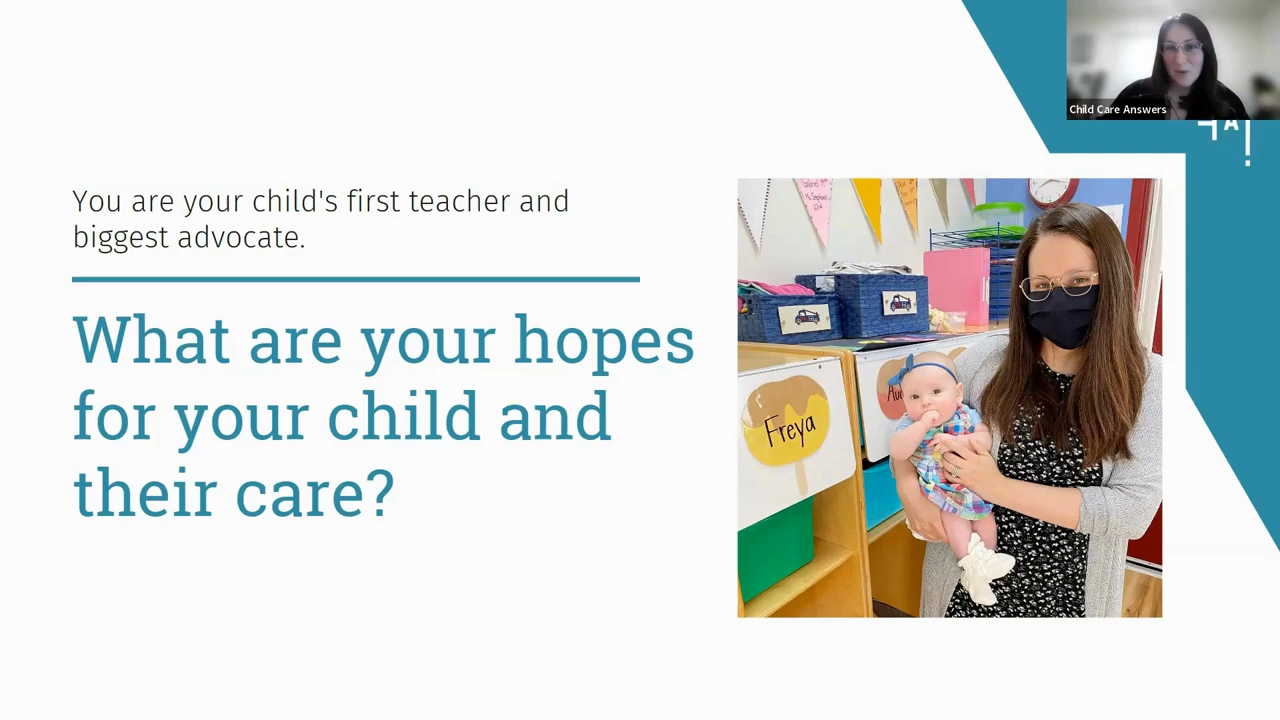 Child Care Answers
You are your child's first teacher and
biggest advocate.
What are your hopes
for your child and
their care?
Freya